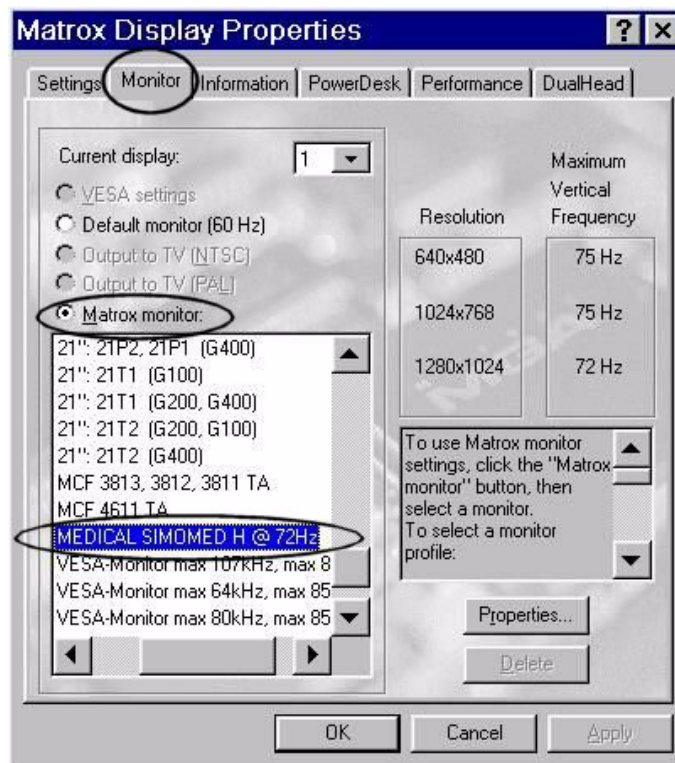 Matrox Display Properties
Settings Monitor Information PowerDesk Performance DualHead
Current display: 1
VESA settings
Default monitor (60 Hz)
Output to TV (NTSC)
Output to TV (PAL)
Matrox monitor:
21": 21P2, 21P1 (G400)
21": 21T1 (G100)
21": 21T1 (G200, G400)
21": 21T2 (G200, G100)
21": 21T2 (G400)
MCF 3813, 3812, 3811 TA
MCF 4611 TA
MEDICAL SIMOMED H @ 72Hz
VESA-Monitor max 107kHz, max 8
VESA-Monitor max 64kHz, max 85
VESA-Monitor max 80kHz, max 85
Maximum
Vertical
Resolution Frequency
640x480 75 Hz
1024x768 75 Hz
1280x1024 72 Hz
To use Matrox monitor
settings, click the "Matrox
monitor" button, then
select a monitor.
To select a monitor
profile:
Properties...
Delete
OK Cancel Apply